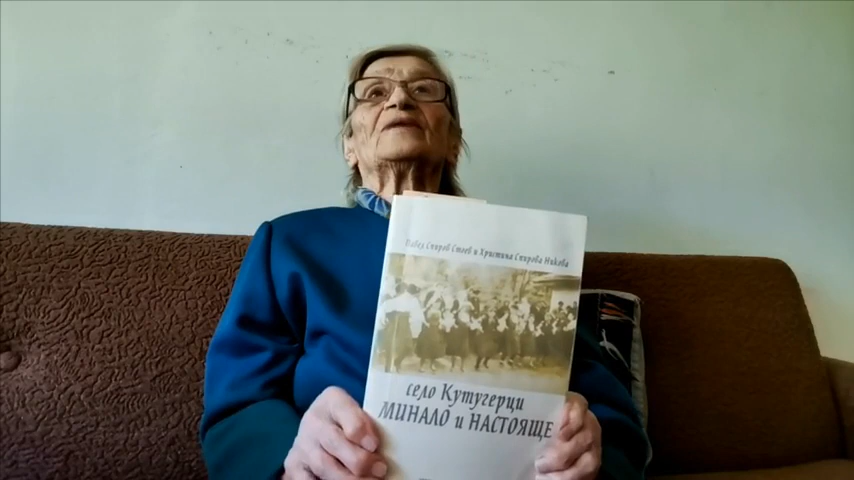 Павел Спиров Стоев и Христина Спирова Никова
село Кутугерци
МИНАЛО и НАСТОЯЩЕ